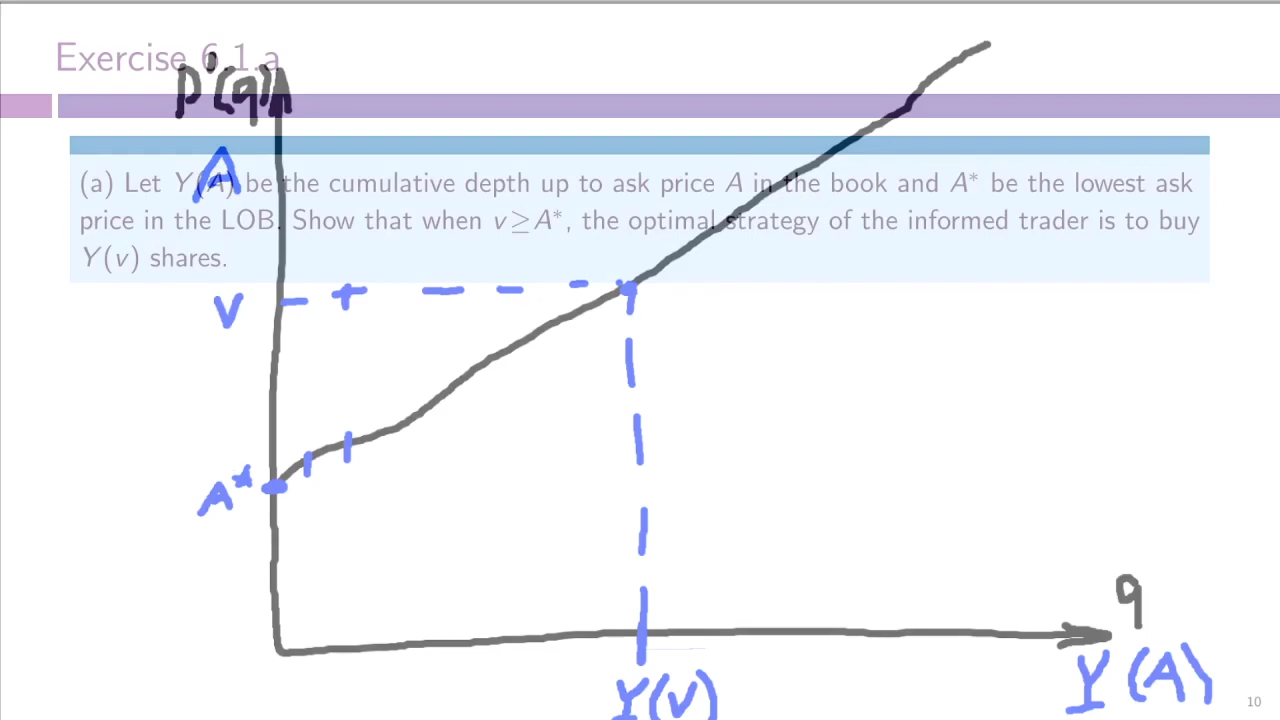 Exercise 6.1.a
P'(q)
A
(a) Let Y(A) be the cumulative depth up to ask price A in the book and A* be the lowest ask
price in the LOB. Show that when v ≥ A*, the optimal strategy of the informed trader is to buy
Y(v) shares.
V
A*
q
Y(A)
Y(V)
10